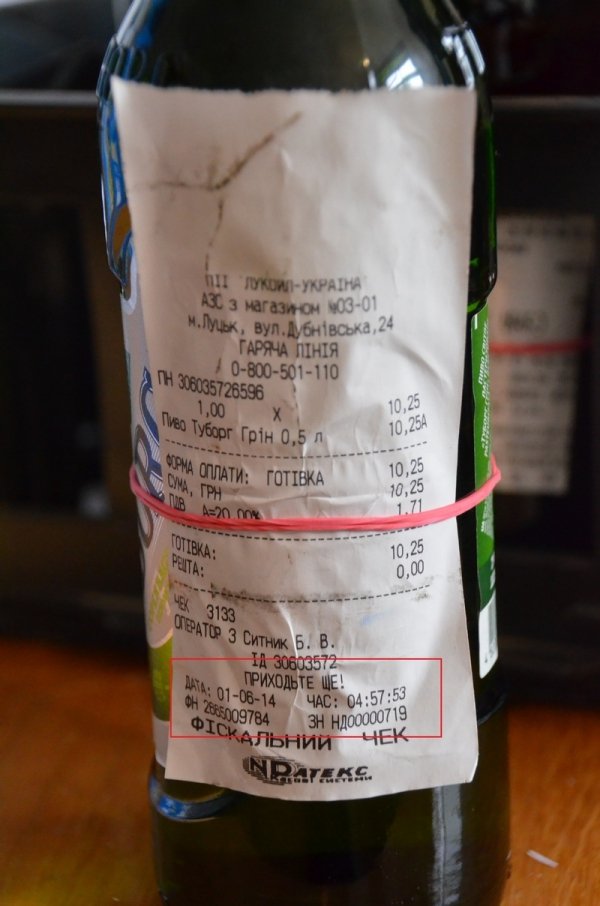 ПІІ "ЛУКОЙЛ-УКРАЇНА"
АЗС з магазином №03-01
м.Луцьк, вул.Дубнівська,24
ГАРЯЧА ЛІНІЯ
0-800-501-110
ПН 306035726596
1,00 X 10,25
Пиво Туборг Грін 0,5 л 10,25А
ФОРМА ОПЛАТИ: ГОТІВКА 10,25
СУМА, ГРН 10,25
ПДВ А=20,00% 1,71
ГОТІВКА: 10,25
РЕШТА: 0,00
ЧЕК 3133
ОПЕРАТОР 3 Ситник Б. В.
ІД 30603572
ПРИХОДЬТЕ ЩЕ!
ДАТА: 01-06-14 ЧАС: 04:57:53
ФН 2665009784 ЗН НД00000719
ФІСКАЛЬНИЙ ЧЕК